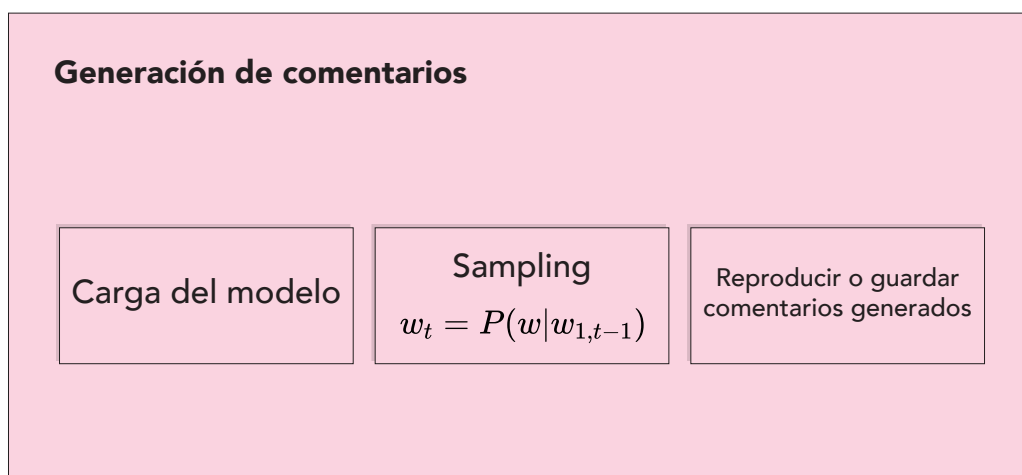 Generación de comentarios
Carga del modelo
Sampling
w_t = P(w|w_{1,t-1})
Reproducir o guardar
comentarios generados